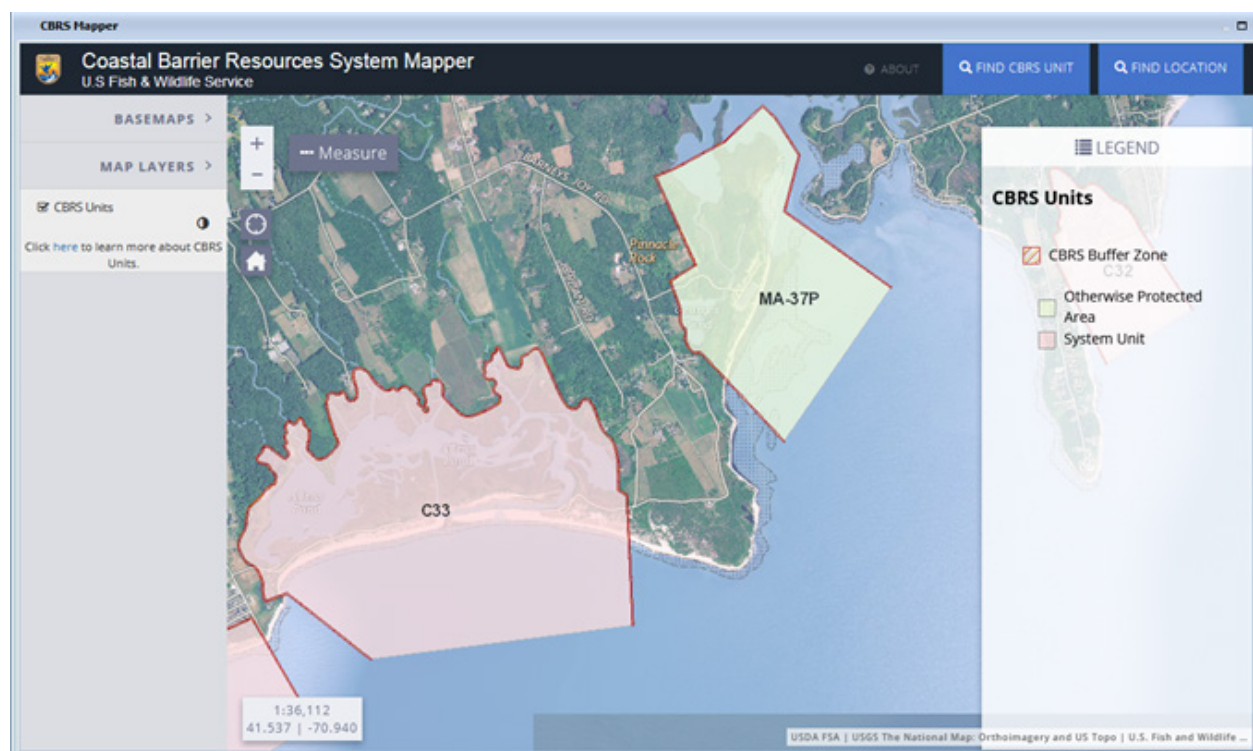 CBRS Mapper
Coastal Barrier Resources System Mapper
U.S Fish & Wildlife Service
ABOUT
FIND CBRS UNIT
FIND LOCATION
BASEMAPS >
MAP LAYERS >
CBRS Units
Click here to learn more about CBRS
Units.
+
−
Measure
BARNEYS JOY RD
Pinnacle
Rock
MA-37P
C33
LEGEND
CBRS Units
CBRS Buffer Zone
C32
Otherwise Protected
Area
System Unit
1:36,112
41.537 | -70.940
USDA FSA | USGS The National Map: Orthoimagery and US Topo | U.S. Fish and Wildlife ...